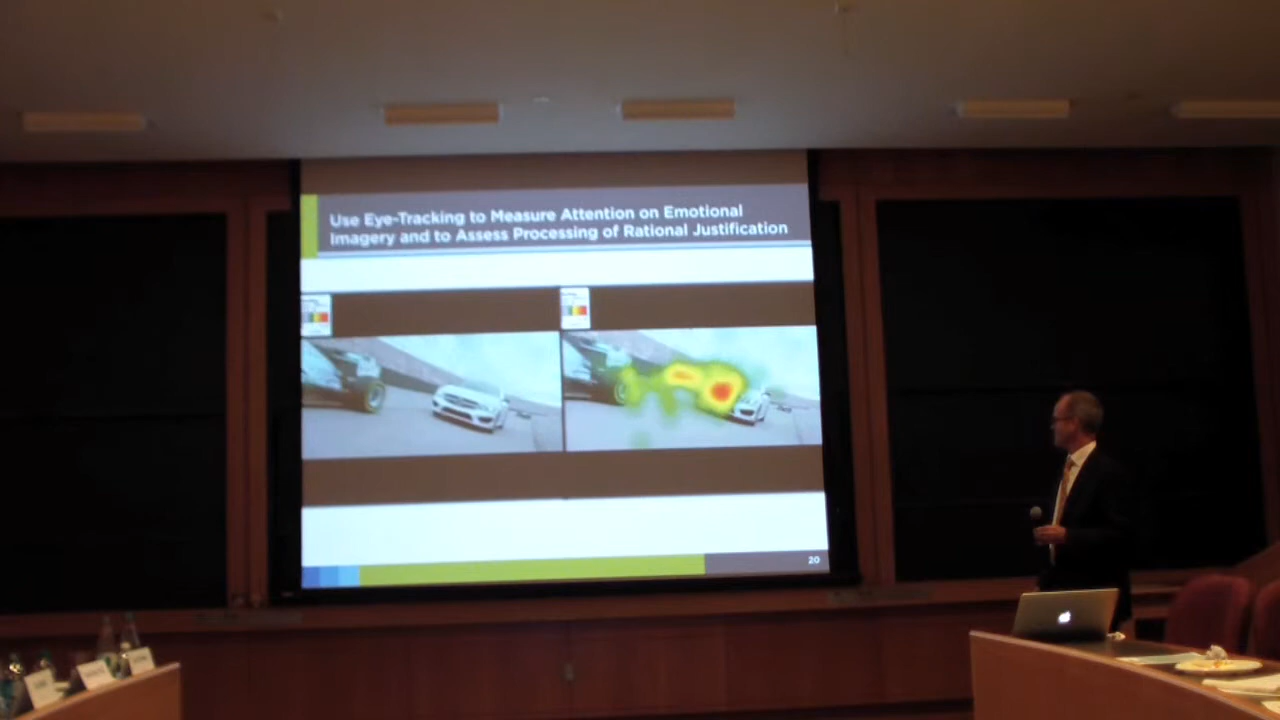 Use Eye-Tracking to Measure Attention on Emotional
Imagery and to Assess Processing of Rational Justification
20